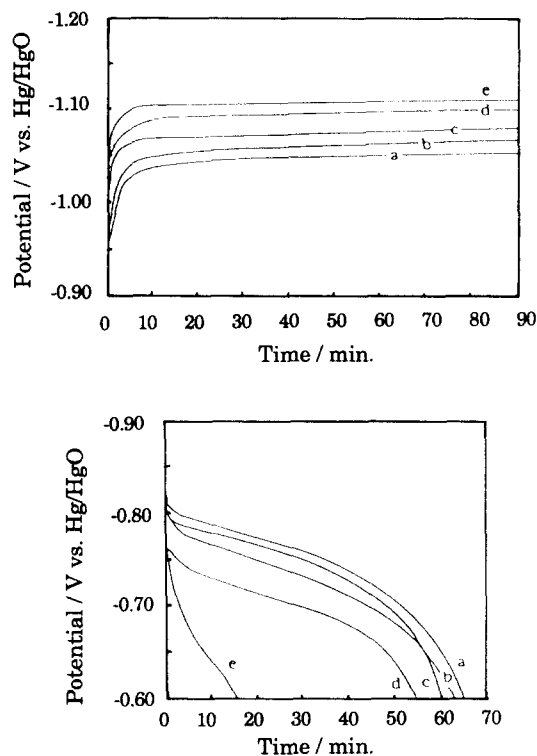 -1.20
-1.10
-1.00
-0.90
Potential / V vs. Hg/HgO
e
d
c
b
a
0 10 20 30 40 50 60 70 80 90
Time / min.
-0.90
-0.80
-0.70
-0.60
Potential / V vs. Hg/HgO
e
d
c
b
a
0 10 20 30 40 50 60 70
Time / min.